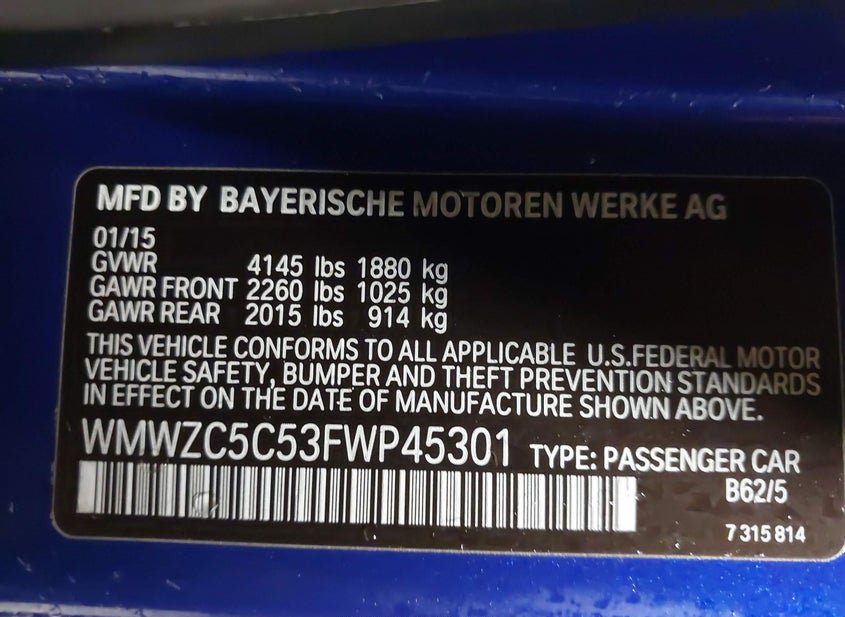 MFD BY BAYERISCHE MOTOREN WERKE AG
01/15
GVWR 4145 lbs 1880 kg
GAWR FRONT 2260 lbs 1025 kg
GAWR REAR 2015 lbs 914 kg
THIS VEHICLE CONFORMS TO ALL APPLICABLE U.S.FEDERAL MOTOR
VEHICLE SAFETY, BUMPER AND THEFT PREVENTION STANDARDS
IN EFFECT ON THE DATE OF MANUFACTURE SHOWN ABOVE.
WMWZC5C53FWP45301 TYPE: PASSENGER CAR
B62/5
7 315 814